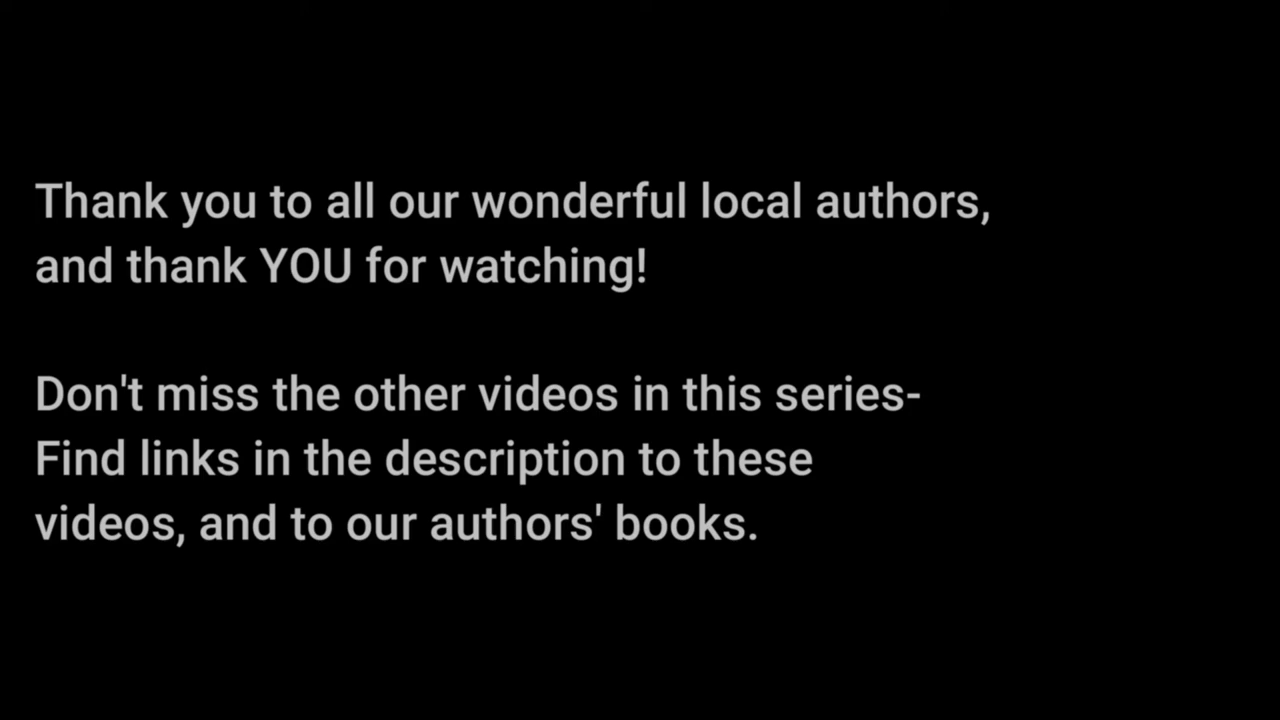 Thank you to all our wonderful local authors,
and thank YOU for watching!
Don't miss the other videos in this series-
Find links in the description to these
videos, and to our authors' books.